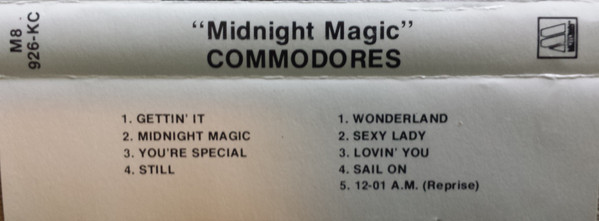 M8
926-KC
"Midnight Magic"
COMMODORES
1. GETTIN' IT
2. MIDNIGHT MAGIC
3. YOU'RE SPECIAL
4. STILL
1. WONDERLAND
2. SEXY LADY
3. LOVIN' YOU
4. SAIL ON
5. 12-01 A.M. (Reprise)